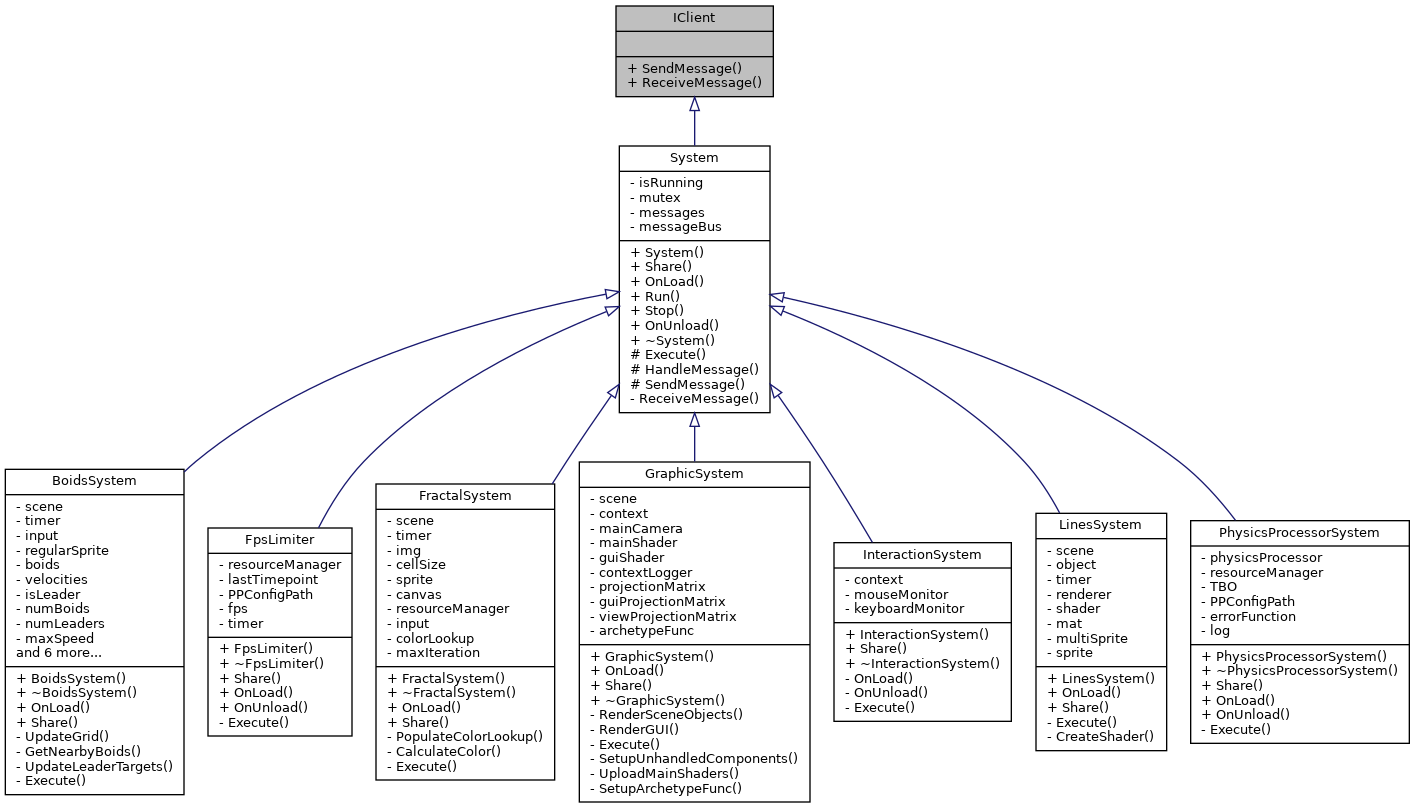 IClient
+ SendMessage()
+ ReceiveMessage()
System
- isRunning
- mutex
- messages
- messageBus
+ System()
+ Share()
+ OnLoad()
+ Run()
+ Stop()
+ OnUnload()
+ ~System()
# Execute()
# HandleMessage()
# SendMessage()
- ReceiveMessage()
BoidsSystem
- scene
- timer
- input
- regularSprite
- boids
- velocities
- isLeader
- numBoids
- numLeaders
- maxSpeed
and 6 more...
+ BoidsSystem()
+ ~BoidsSystem()
+ OnLoad()
+ Share()
- UpdateGrid()
- GetNearbyBoids()
- UpdateLeaderTargets()
- Execute()
FpsLimiter
- resourceManager
- lastTimepoint
- PPConfigPath
- fps
- timer
+ FpsLimiter()
+ ~FpsLimiter()
+ Share()
+ OnLoad()
+ OnUnload()
- Execute()
FractalSystem
- scene
- timer
- img
- cellSize
- sprite
- canvas
- resourceManager
- input
- colorLookup
- maxIteration
+ FractalSystem()
+ ~FractalSystem()
+ OnLoad()
+ Share()
- PopulateColorLookup()
- CalculateColor()
- Execute()
GraphicSystem
- scene
- context
- mainCamera
- mainShader
- guiShader
- contextLogger
- projectionMatrix
- guiProjectionMatrix
- viewProjectionMatrix
- archetypeFunc
+ GraphicSystem()
+ OnLoad()
+ Share()
+ ~GraphicSystem()
- RenderSceneObjects()
- RenderGUI()
- Execute()
- SetupUnhandledComponents()
- UploadMainShaders()
- SetupArchetypeFunc()
InteractionSystem
- context
- mouseMonitor
- keyboardMonitor
+ InteractionSystem()
+ Share()
+ ~InteractionSystem()
- OnLoad()
- OnUnload()
- Execute()
LinesSystem
- scene
- object
- timer
- renderer
- shader
- mat
- multiSprite
- sprite
+ LinesSystem()
+ OnLoad()
+ Share()
- Execute()
- CreateShader()
PhysicsProcessorSystem
- physicsProcessor
- resourceManager
- TBO
- PPConfigPath
- errorFunction
- log
+ PhysicsProcessorSystem()
+ ~PhysicsProcessorSystem()
+ Share()
+ OnLoad()
+ OnUnload()
- Execute()